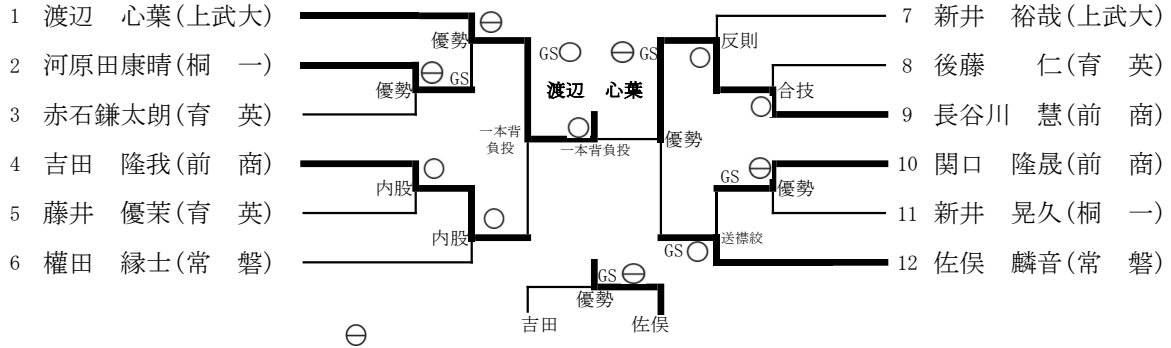 1 渡辺 心葉(上武大)
2 河原田康晴(桐 一)
3 赤石鎌太朗(育 英)
4 吉田 隆我(前 商)
5 藤井 優茉(育 英)
6 權田 縁士(常 磐)
優勢
優勢 GS
内股
内股
一本背
負投
GS GS
渡辺 心葉
一本背負投
優勢
GS
優勢
吉田 佐俣
反則
合技
GS 優勢
GS 送襟絞
7 新井 裕哉(上武大)
8 後藤 仁(育 英)
9 長谷川 慧(前 商)
10 関口 隆晟(前 商)
11 新井 晃久(桐 一)
12 佐俣 麟音(常 磐)